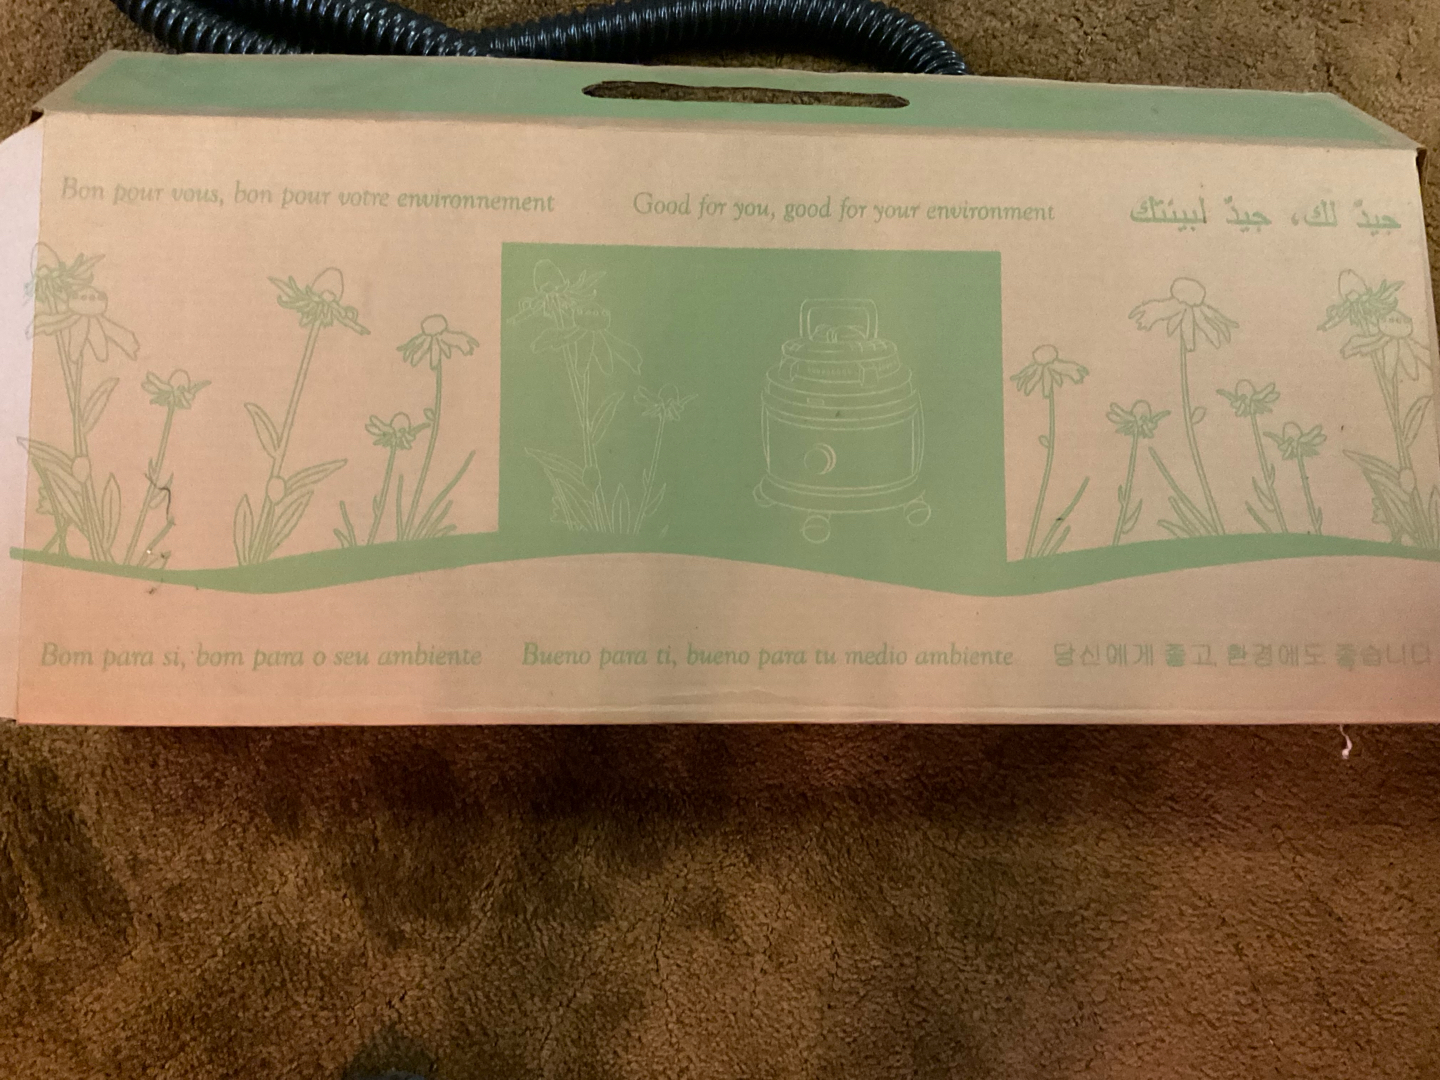 Bon pour vous, bon pour votre environnement
Good for you, good for your environment
جيدٌ لك، جيدٌ لبيئتك
Bom para si, bom para o seu ambiente
Bueno para ti, bueno para tu medio ambiente
당신에게 좋고, 환경에도 좋습니다